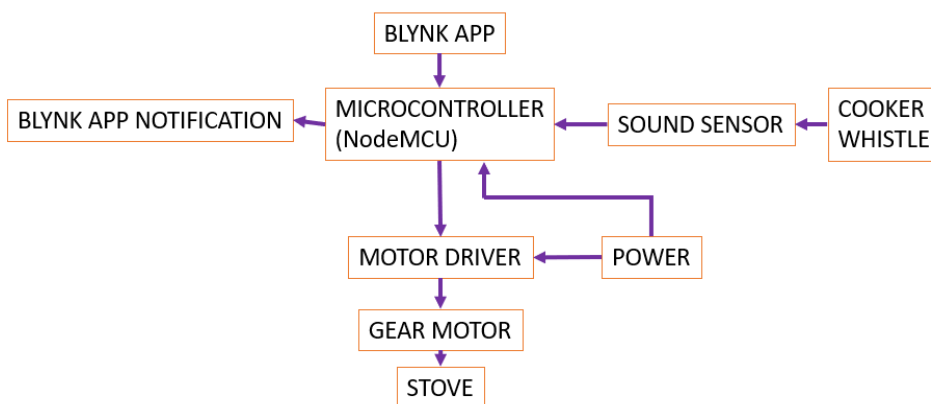 BLYNK APP
BLYNK APP NOTIFICATION
MICROCONTROLLER
(NodeMCU)
SOUND SENSOR
COOKER
WHISTLE
MOTOR DRIVER
POWER
GEAR MOTOR
STOVE